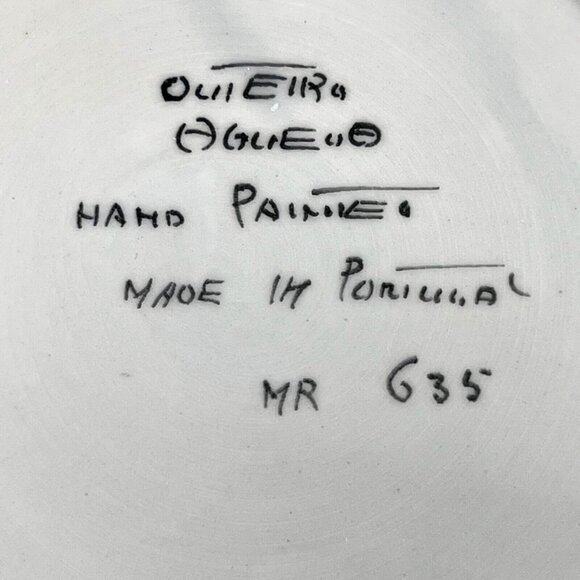 OUTEIRO
AGUEDA
HAND PAINTED
MADE IN PORTUGAL
MR 635